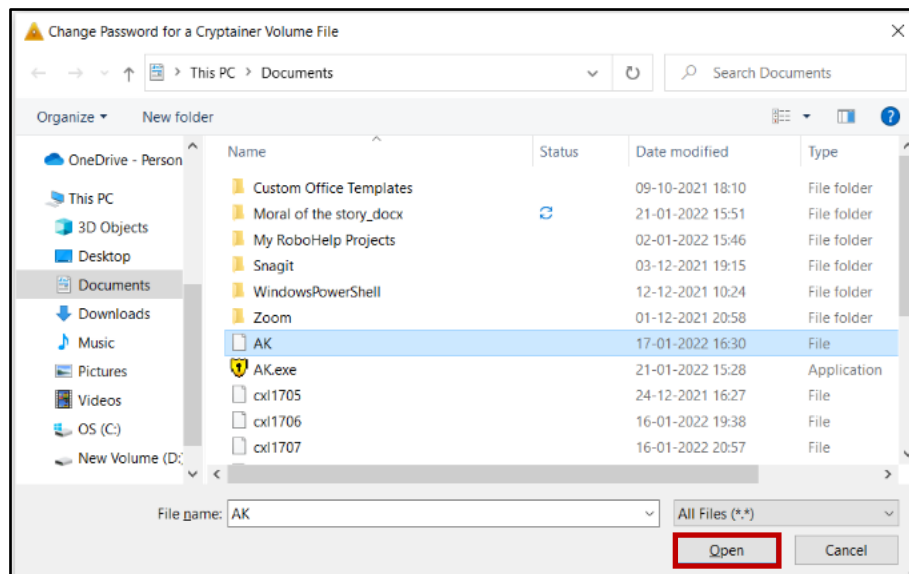 Change Password for a Cryptainer Volume File
This PC > Documents
Search Documents
Organize
New folder
OneDrive - Person
This PC
3D Objects
Desktop
Documents
Downloads
Music
Pictures
Videos
OS (C:)
New Volume (D:
Name Status Date modified Type
Custom Office Templates 09-10-2021 18:10 File folder
Moral of the story_docx 21-01-2022 15:51 File folder
My RoboHelp Projects 02-01-2022 15:46 File folder
Snagit 03-12-2021 19:15 File folder
WindowsPowerShell 12-12-2021 10:24 File folder
Zoom 01-12-2021 20:58 File folder
AK 17-01-2022 16:30 File
AK.exe 21-01-2022 15:28 Application
cxl1705 24-12-2021 16:27 File
cxl1706 16-01-2022 19:38 File
cxl1707 16-01-2022 20:57 File
File name: AK
All Files (*.*)
Open
Cancel